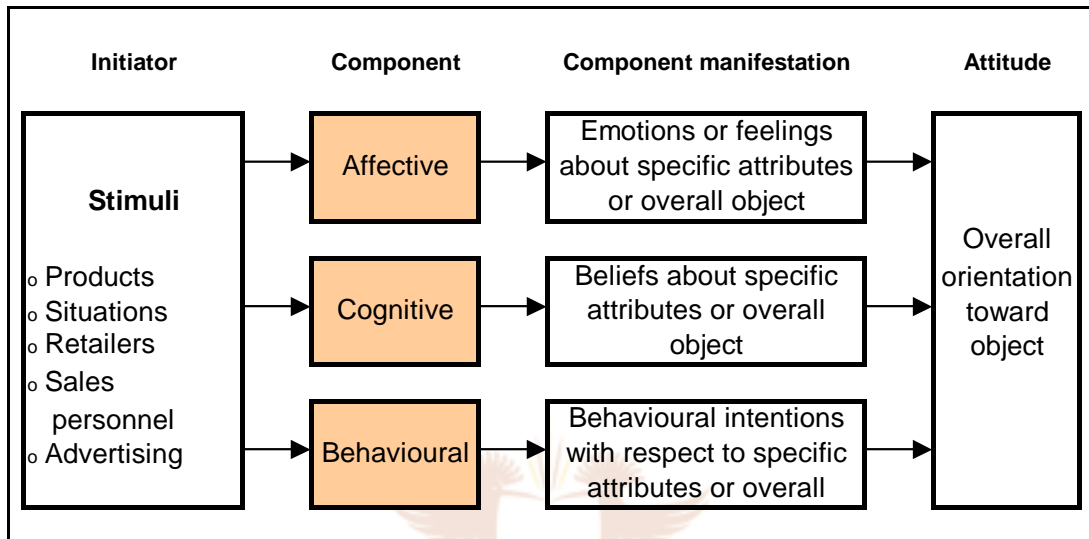 Initiator
Component
Component manifestation
Attitude
Stimuli
o Products
o Situations
o Retailers
o Sales
personnel
o Advertising
Affective
Emotions or feelings
about specific attributes
or overall object
Cognitive
Beliefs about specific
attributes or overall
object
Behavioural
Behavioural intentions
with respect to specific
attributes or overall
Overall
orientation
toward
object